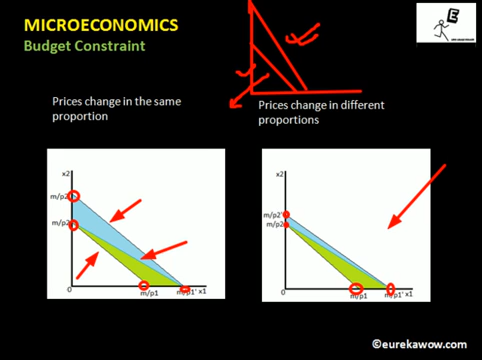 MICROECONOMICS
Budget Constraint
E
Prices change in the same
proportion
Prices change in different
proportions
x2
m/p2'
m/p2
0
m/p1
m/p1'
x1
x2
m/p2'
m/p2
0
m/p1
m/p1'
x1
©eurekawow.com